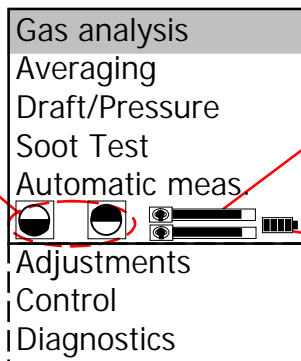 Gas analysis
Averaging
Draft/Pressure
Soot Test
Automatic meas.
Adjustments
Control
Diagnostics